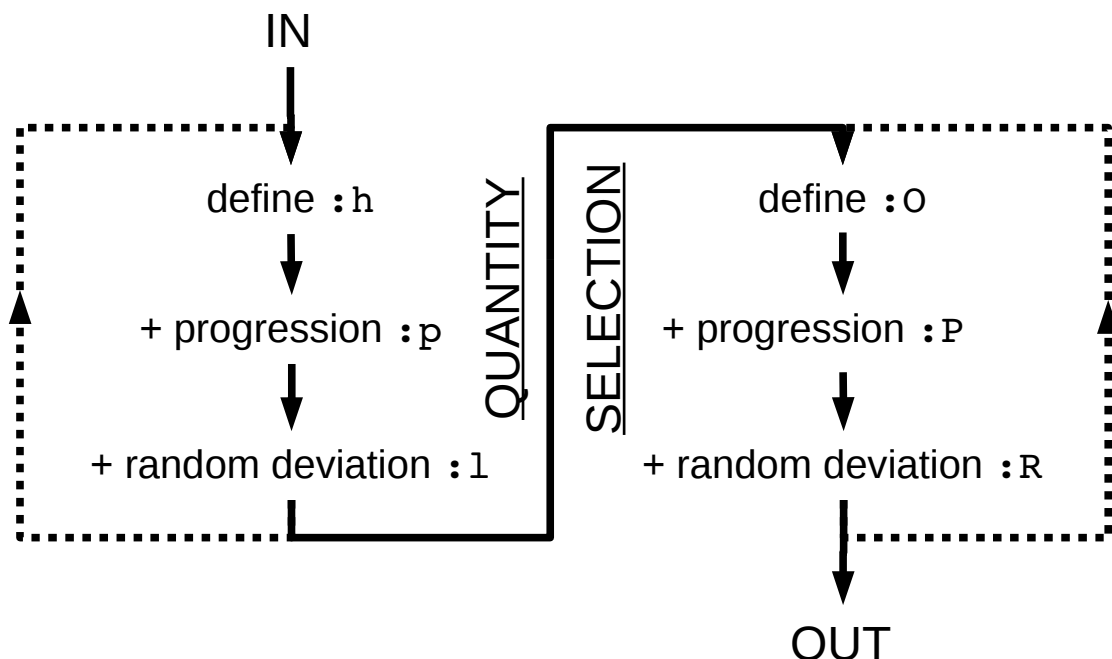 IN
define :h
+ progression :p
+ random deviation :l
QUANTITY
SELECTION
define :O
+ progression :P
+ random deviation :R
OUT